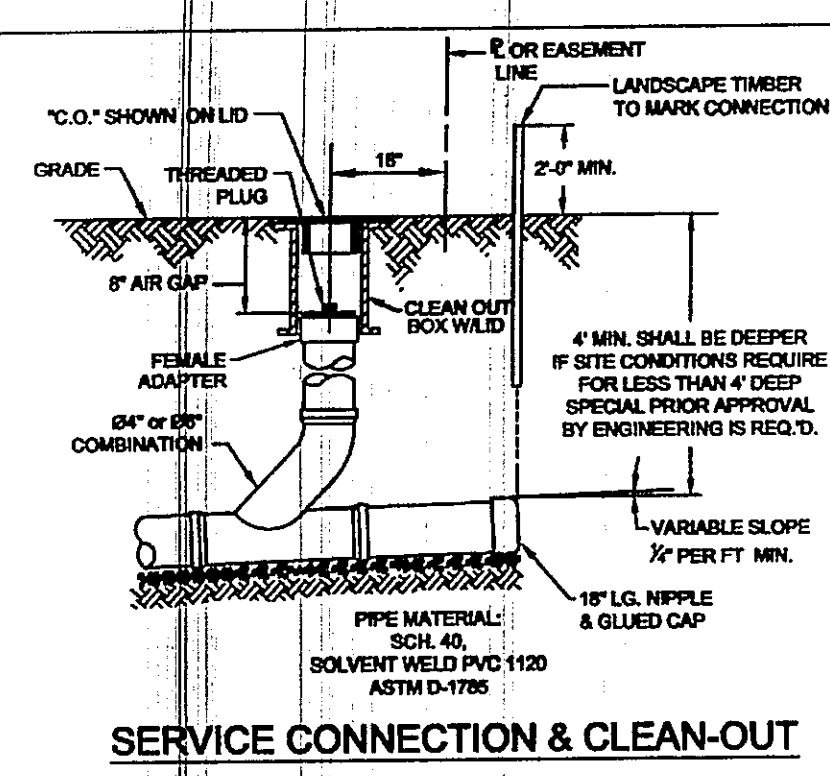 ℄ OR EASEMENT
LINE
LANDSCAPE TIMBER
TO MARK CONNECTION
"C.O." SHOWN ON LID
GRADE
THREADED
PLUG
18"
2'-0" MIN.
8" AIR GAP
CLEAN OUT
BOX W/LID
FEMALE
ADAPTER
4' MIN. SHALL BE DEEPER
IF SITE CONDITIONS REQUIRE
FOR LESS THAN 4' DEEP
SPECIAL PRIOR APPROVAL
BY ENGINEERING IS REQ.'D.
Ø4" or Ø6"
COMBINATION
VARIABLE SLOPE
¼" PER FT MIN.
18" LG. NIPPLE
& GLUED CAP
PIPE MATERIAL:
SCH. 40,
SOLVENT WELD PVC 1120
ASTM D-1785
SERVICE CONNECTION & CLEAN-OUT